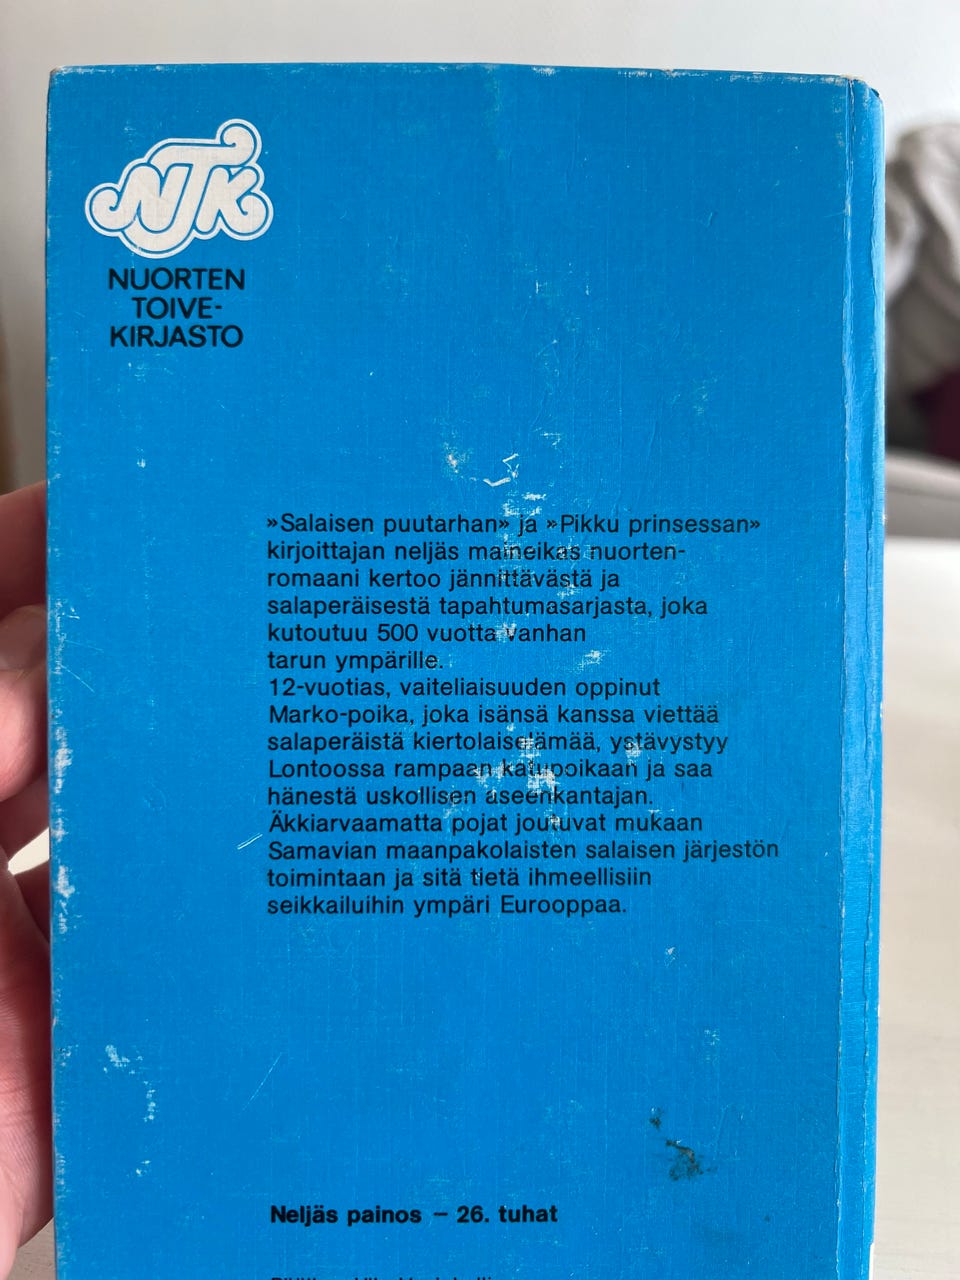 NTK
NUORTEN
TOIVE-
KIRJASTO
»Salaisen puutarhan» ja »Pikku prinsessan»
kirjoittajan neljäs maineikas nuorten-
romaani kertoo jännittävästä ja
salaperäisestä tapahtumasarjasta, joka
kutoutuu 500 vuotta vanhan
tarun ympärille.
12-vuotias, vaiteliaisuuden oppinut
Marko-poika, joka isänsä kanssa viettää
salaperäistä kiertolaiselämää, ystävystyy
Lontoossa rampaan katupoikaan ja saa
hänestä uskollisen aseenkantajan.
Äkkiarvaamatta pojat joutuvat mukaan
Samavian maanpakolaisten salaisen järjestön
toimintaan ja sitä tietä ihmeellisiin
seikkailuihin ympäri Eurooppaa.
Neljäs painos – 26. tuhat